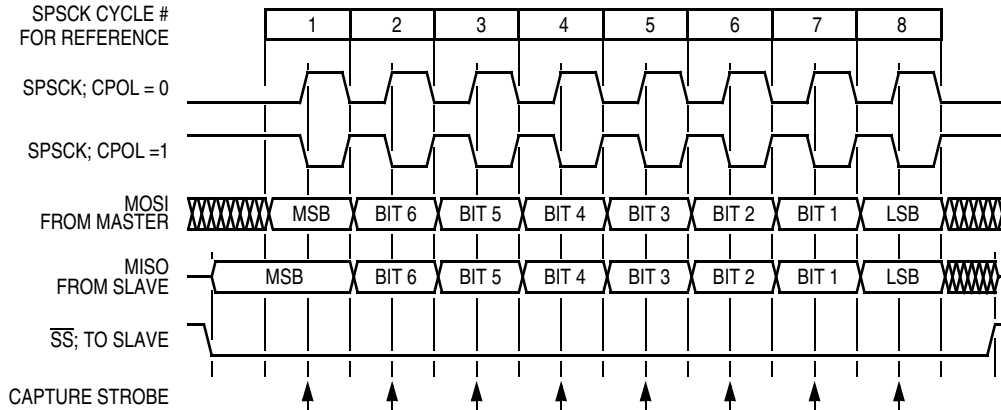 SPSCK CYCLE #
FOR REFERENCE
1 2 3 4 5 6 7 8
SPSCK; CPOL = 0
SPSCK; CPOL =1
MOSI
FROM MASTER
MSB BIT 6 BIT 5 BIT 4 BIT 3 BIT 2 BIT 1 LSB
MISO
FROM SLAVE
MSB BIT 6 BIT 5 BIT 4 BIT 3 BIT 2 BIT 1 LSB
SS; TO SLAVE
CAPTURE STROBE